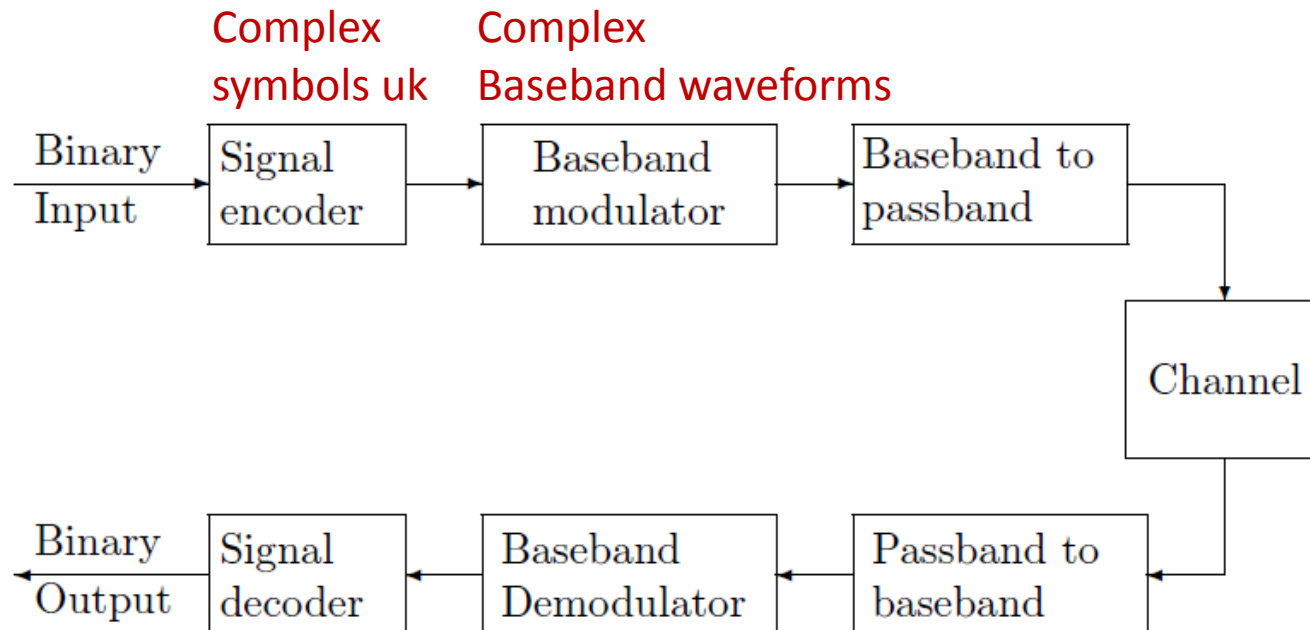 Complex
symbols uk
Complex
Baseband waveforms
Binary
Input
Signal
encoder
Baseband
modulator
Baseband to
passband
Channel
Binary
Output
Signal
decoder
Baseband
Demodulator
Passband to
baseband